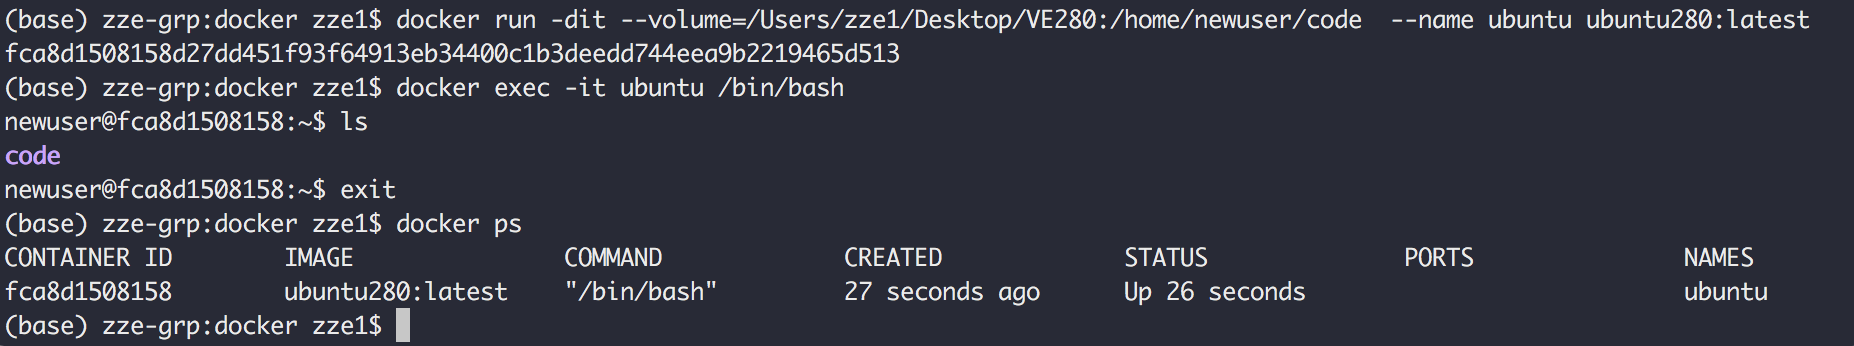 (base) zze-grp:docker zze1$ docker run -dit --volume=/Users/zze1/Desktop/VE280:/home/newuser/code  --name ubuntu ubuntu280:latest
fca8d1508158d27dd451f93f64913eb34400c1b3deedd744eea9b2219465d513
(base) zze-grp:docker zze1$ docker exec -it ubuntu /bin/bash
newuser@fca8d1508158:~$ ls
code
newuser@fca8d1508158:~$ exit
(base) zze-grp:docker zze1$ docker ps
CONTAINER ID        IMAGE               COMMAND             CREATED             STATUS              PORTS               NAMES
fca8d1508158        ubuntu280:latest    "/bin/bash"         27 seconds ago      Up 26 seconds                           ubuntu
(base) zze-grp:docker zze1$